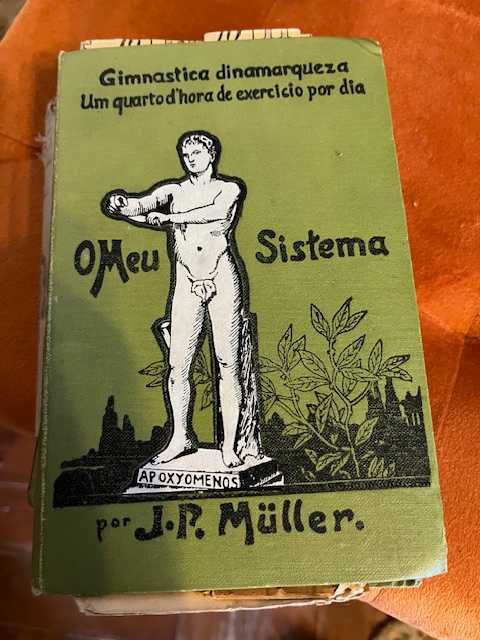 Gimnastica dinamarqueza
Um quarto d'hora de exercicio por dia
O Meu Sistema
APOXYOMENOS
por J. P. Müller.